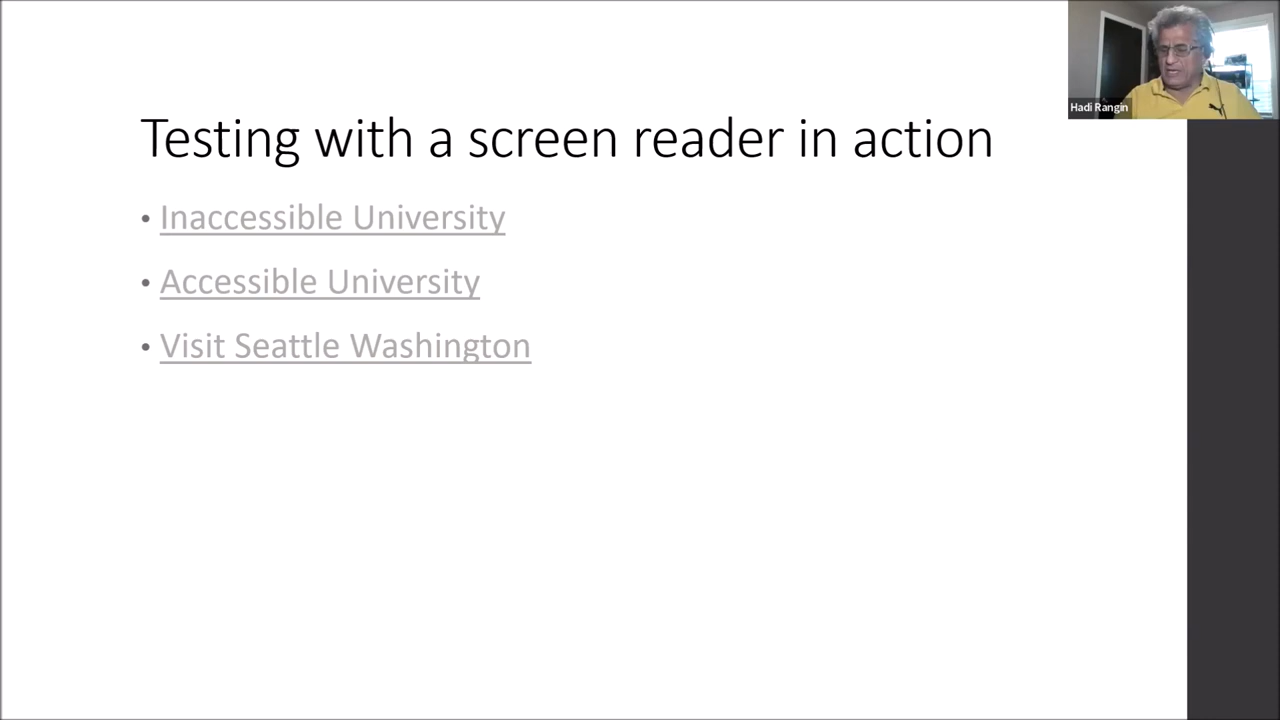 Testing with a screen reader in action
• Inaccessible University
• Accessible University
• Visit Seattle Washington
Hadi Rangin